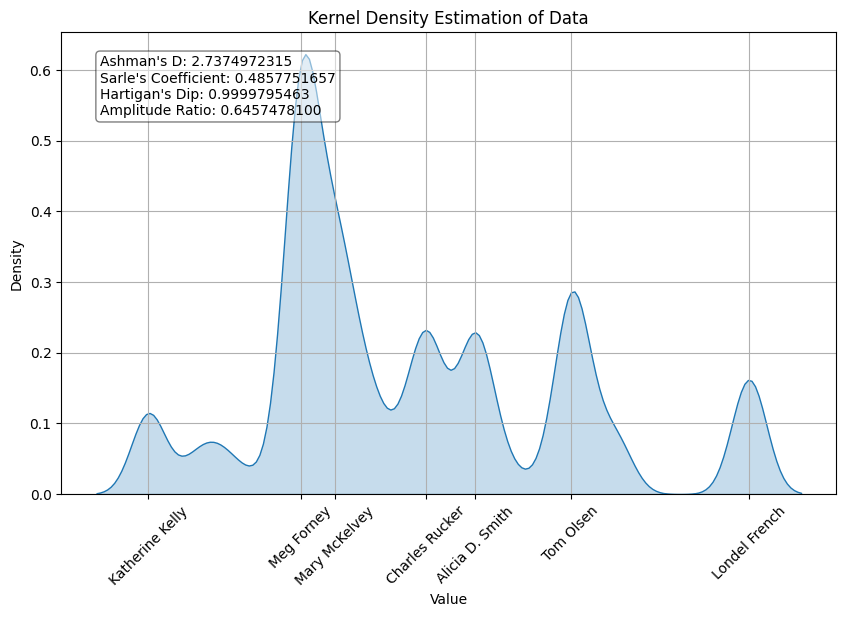 Kernel Density Estimation of Data
Ashman's D: 2.7374972315
Sarle's Coefficient: 0.4857751657
Hartigan's Dip: 0.9999795463
Amplitude Ratio: 0.6457478100
Density
0.6
0.5
0.4
0.3
0.2
0.1
0.0
Katherine Kelly
Meg Forney
Mary McKelvey
Charles Rucker
Alicia D. Smith
Tom Olsen
Londel French
Value